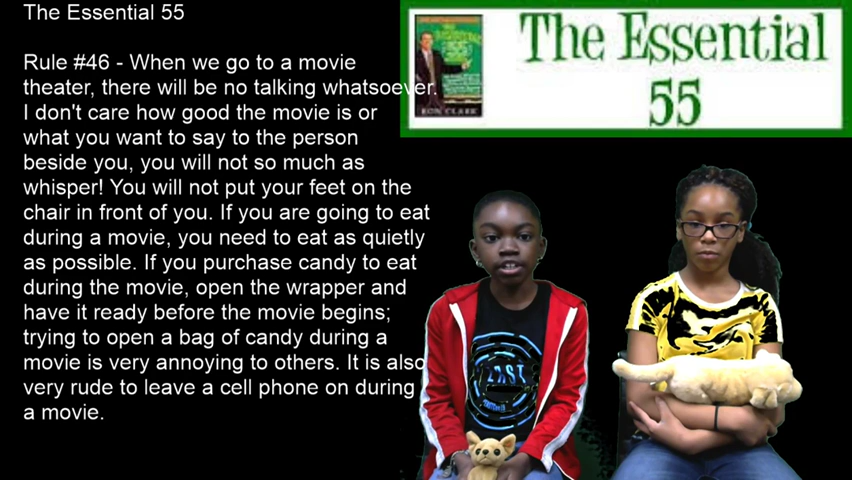 The Essential 55
Rule #46 - When we go to a movie
theater, there will be no talking whatsoever.
I don't care how good the movie is or
what you want to say to the person
beside you, you will not so much as
whisper! You will not put your feet on the
chair in front of you. If you are going to eat
during a movie, you need to eat as quietly
as possible. If you purchase candy to eat
during the movie, open the wrapper and
have it ready before the movie begins;
trying to open a bag of candy during a
movie is very annoying to others. It is also
very rude to leave a cell phone on during
a movie.
The Essential
55
RON CLARK